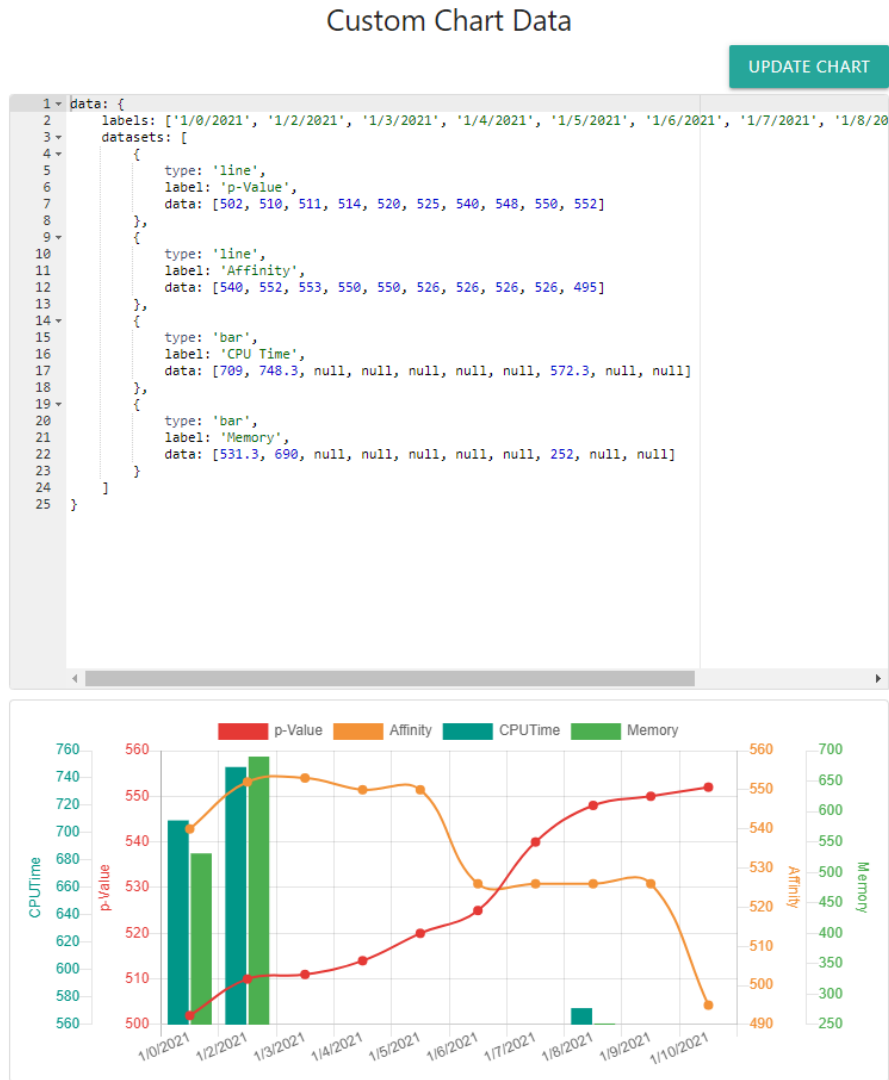 Custom Chart Data
UPDATE CHART
1 data: {
2 labels: ['1/0/2021', '1/2/2021', '1/3/2021', '1/4/2021', '1/5/2021', '1/6/2021', '1/7/2021', '1/8/20
3 datasets: [
4 {
5 type: 'line',
6 label: 'p-Value',
7 data: [502, 510, 511, 514, 520, 525, 540, 548, 550, 552]
8 },
9 {
10 type: 'line',
11 label: 'Affinity',
12 data: [540, 552, 553, 550, 550, 526, 526, 526, 526, 495]
13 },
14 {
15 type: 'bar',
16 label: 'CPU Time',
17 data: [709, 748.3, null, null, null, null, null, 572.3, null, null]
18 },
19 {
20 type: 'bar',
21 label: 'Memory',
22 data: [531.3, 690, null, null, null, null, null, 252, null, null]
23 }
24 ]
25 }
p-Value Affinity CPUTime Memory
760 560 560 700
740 550 550 650
720 540 540 600
700 530 530 550
680 520 520 500
660 510 510 450
640 500 500 400
620 490 350
600 300
580 250
560
CPUTime
p-Value
Affinity
Memory
1/0/2021 1/2/2021 1/3/2021 1/4/2021 1/5/2021 1/6/2021 1/7/2021 1/8/2021 1/9/2021 1/10/2021